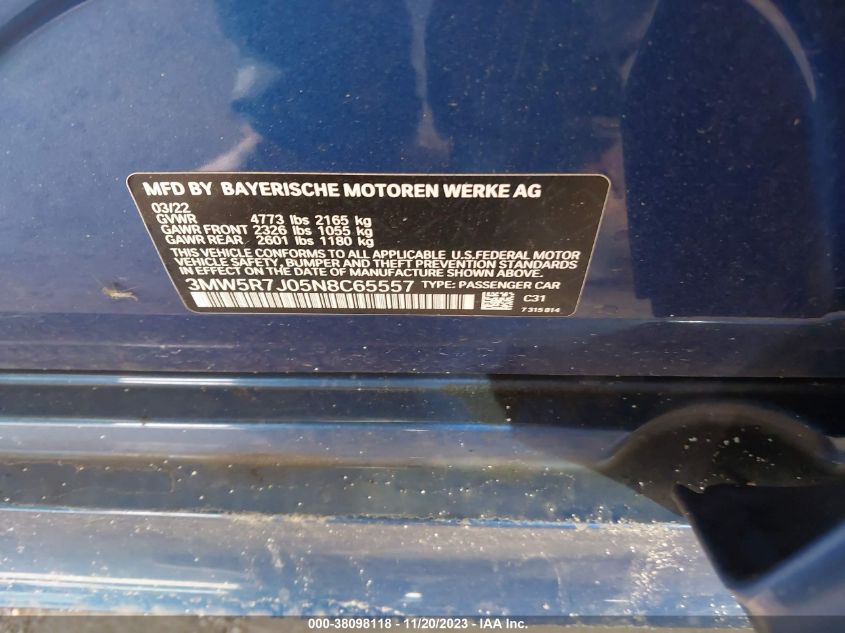 MFD BY BAYERISCHE MOTOREN WERKE AG
03/22
GVWR 4773 lbs 2165 kg
GAWR FRONT 2326 lbs 1055 kg
GAWR REAR 2601 lbs 1180 kg
THIS VEHICLE CONFORMS TO ALL APPLICABLE U.S.FEDERAL MOTOR
VEHICLE SAFETY, BUMPER AND THEFT PREVENTION STANDARDS
IN EFFECT ON THE DATE OF MANUFACTURE SHOWN ABOVE.
3MW5R7J05N8C65557 TYPE: PASSENGER CAR
C31
7 315 814
000-38098118 — 11/20/2023 — IAA Inc.